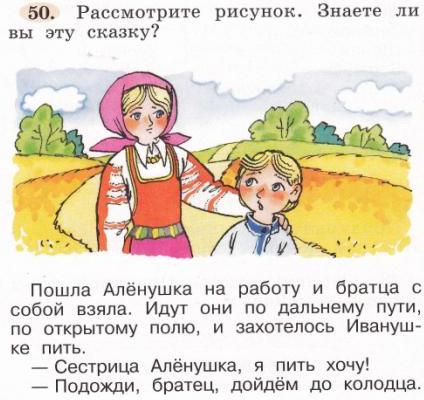 50. Рассмотрите рисунок. Знаете ли
вы эту сказку?
Пошла Алёнушка на работу и братца с
собой взяла. Идут они по дальнему пути,
по открытому полю, и захотелось Ивануш-
ке пить.
— Сестрица Алёнушка, я пить хочу!
— Подожди, братец, дойдём до колодца.